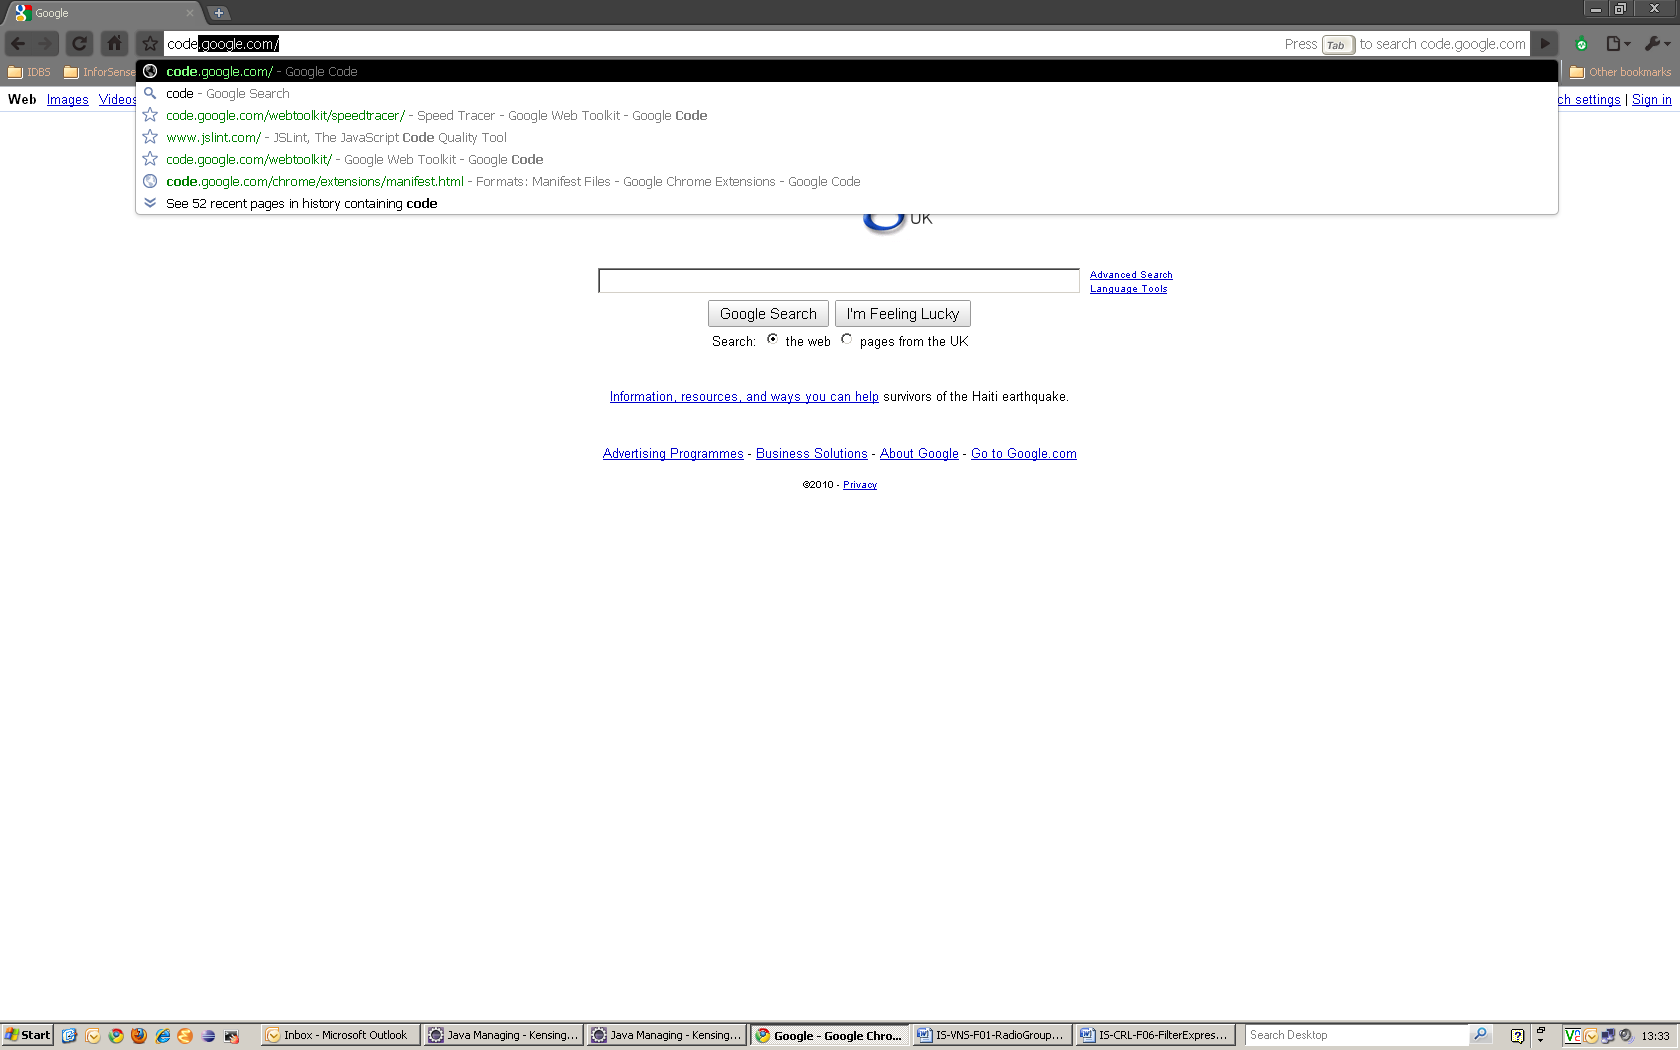 Google
code.google.com/
Press Tab to search code.google.com
IDBS
InforSense
Other bookmarks
code.google.com/ - Google Code
code - Google Search
code.google.com/webtoolkit/speedtracer/ - Speed Tracer - Google Web Toolkit - Google Code
www.jslint.com/ - JSLint, The JavaScript Code Quality Tool
code.google.com/webtoolkit/ - Google Web Toolkit - Google Code
code.google.com/chrome/extensions/manifest.html - Formats: Manifest Files - Google Chrome Extensions - Google Code
See 52 recent pages in history containing code
Web Images Videos
ch settings | Sign in
UK
Advanced Search
Language Tools
Google Search I'm Feeling Lucky
Search: the web pages from the UK
Information, resources, and ways you can help survivors of the Haiti earthquake.
Advertising Programmes - Business Solutions - About Google - Go to Google.com
©2010 - Privacy
Start Inbox - Microsoft Outlook Java Managing - Kensing... Java Managing - Kensing... Google - Google Chro... IS-VNS-F01-RadioGroup... IS-CRL-F06-FilterExpres... Search Desktop 13:33